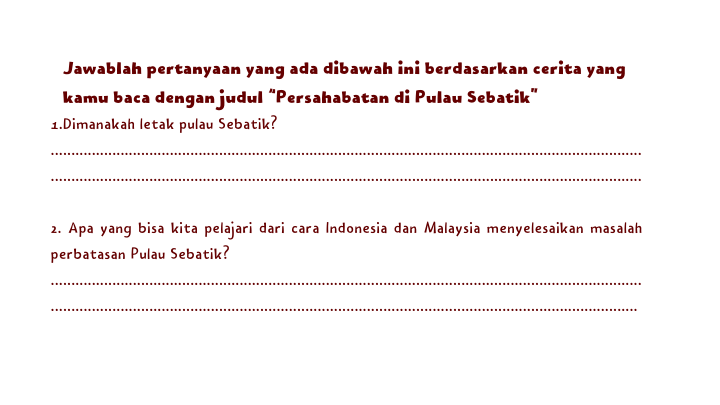 Jawablah pertanyaan yang ada dibawah ini berdasarkan cerita yang
kamu baca dengan judul “Persahabatan di Pulau Sebatik”
1.Dimanakah letak pulau Sebatik?
................................................................................................................................................
................................................................................................................................................
2. Apa yang bisa kita pelajari dari cara Indonesia dan Malaysia menyelesaikan masalah
perbatasan Pulau Sebatik?
................................................................................................................................................
...............................................................................................................................................